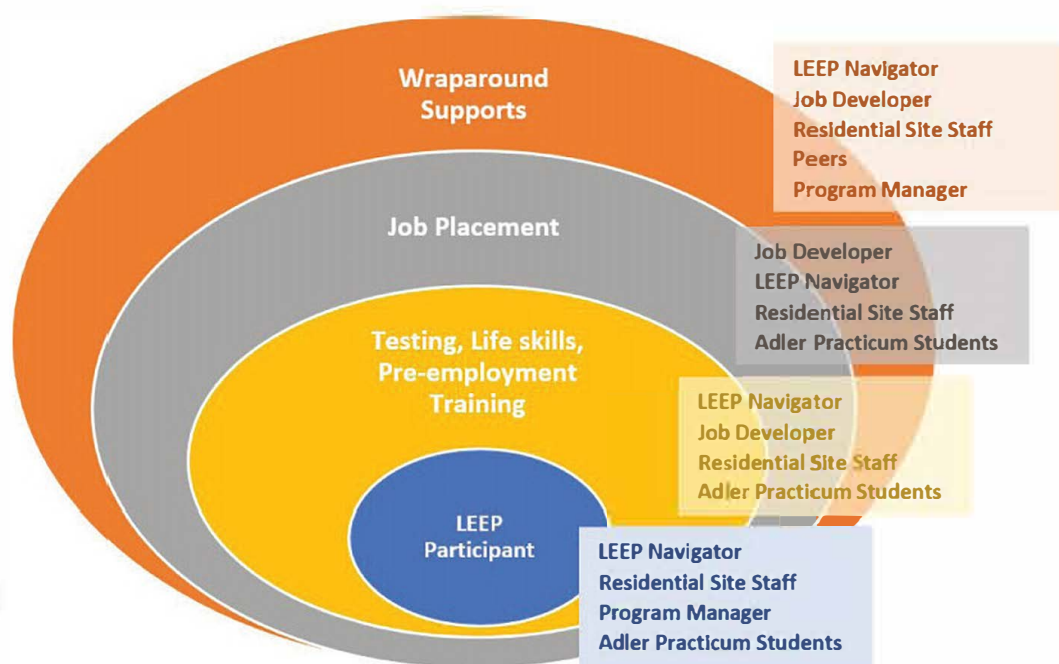 Wraparound
Supports
LEEP Navigator
Job Developer
Residential Site Staff
Peers
Program Manager
Job Placement
Job Developer
LEEP Navigator
Residential Site Staff
Adler Practicum Students
Testing, Life skills,
Pre-employment
Training
LEEP Navigator
Job Developer
Residential Site Staff
Adler Practicum Students
LEEP
Participant
LEEP Navigator
Residential Site Staff
Program Manager
Adler Practicum Students